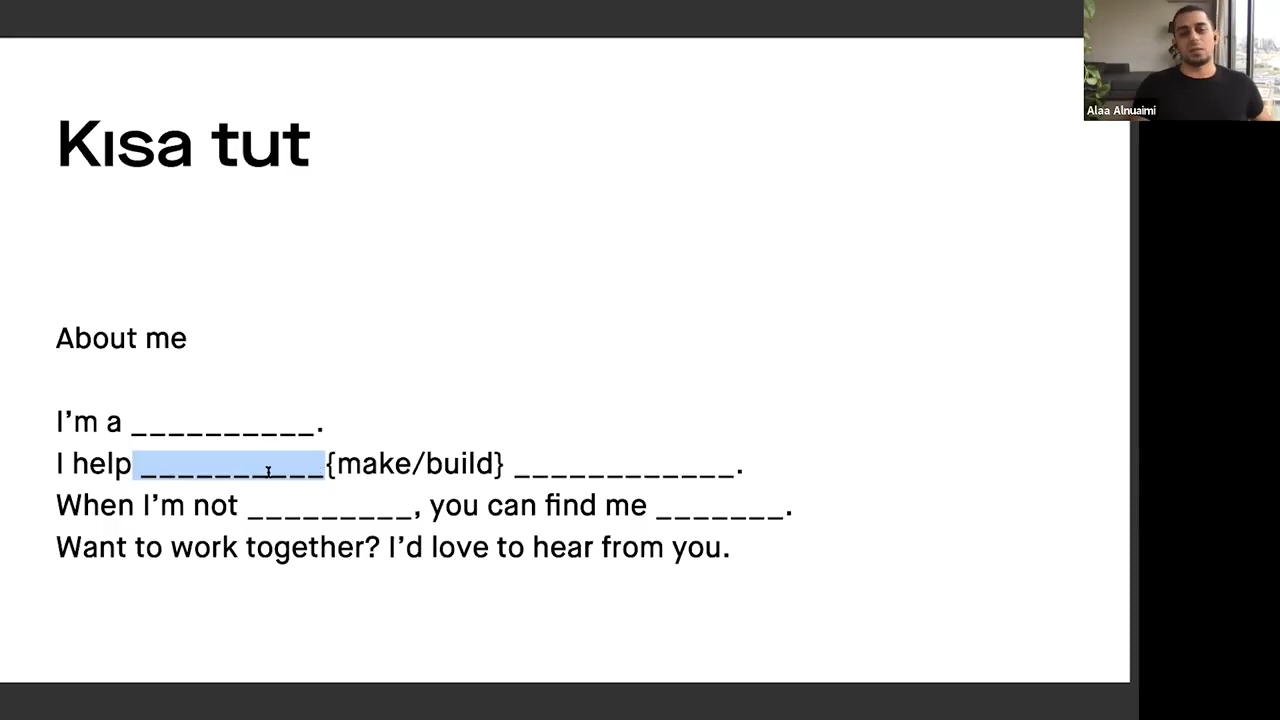 Kısa tut
Alaa Alnuaimi
About me
I'm a __________.
I help __________{make/build} ____________.
When I'm not _________, you can find me _______.
Want to work together? I'd love to hear from you.